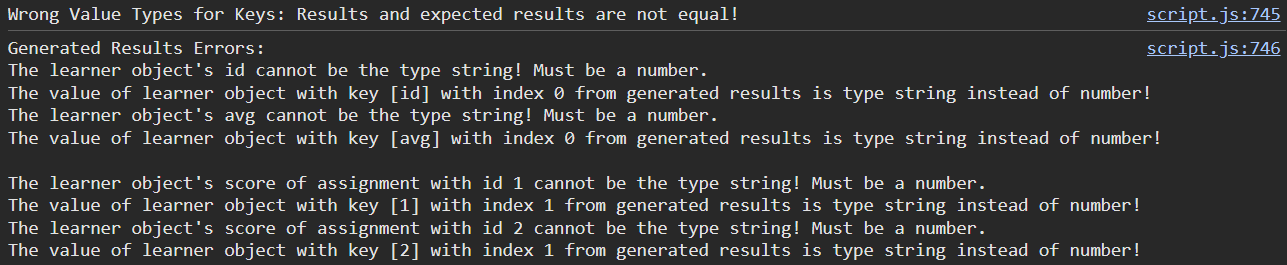 Wrong Value Types for Keys: Results and expected results are not equal! script.js:745
Generated Results Errors: script.js:746
The learner object's id cannot be the type string! Must be a number.
The value of learner object with key [id] with index 0 from generated results is type string instead of number!
The learner object's avg cannot be the type string! Must be a number.
The value of learner object with key [avg] with index 0 from generated results is type string instead of number!
The learner object's score of assignment with id 1 cannot be the type string! Must be a number.
The value of learner object with key [1] with index 1 from generated results is type string instead of number!
The learner object's score of assignment with id 2 cannot be the type string! Must be a number.
The value of learner object with key [2] with index 1 from generated results is type string instead of number!